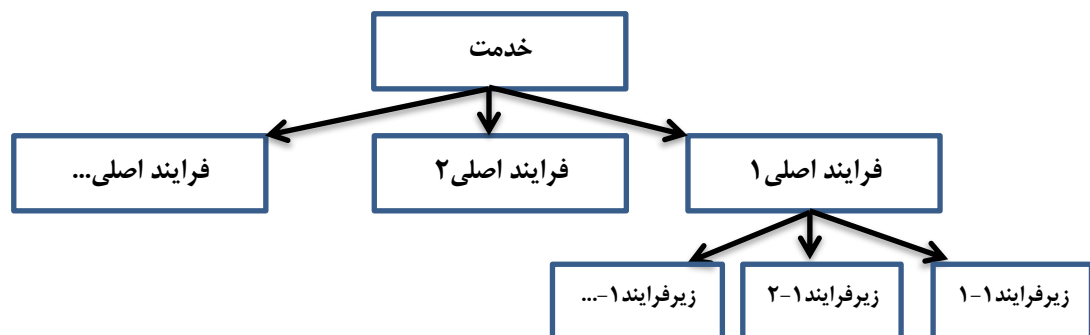 خدمت
فرایند اصلی۱
فرایند اصلی۲
فرایند اصلی...
زیرفرایند۱-۱
زیرفرایند۱-۲
زیرفرایند۱-...